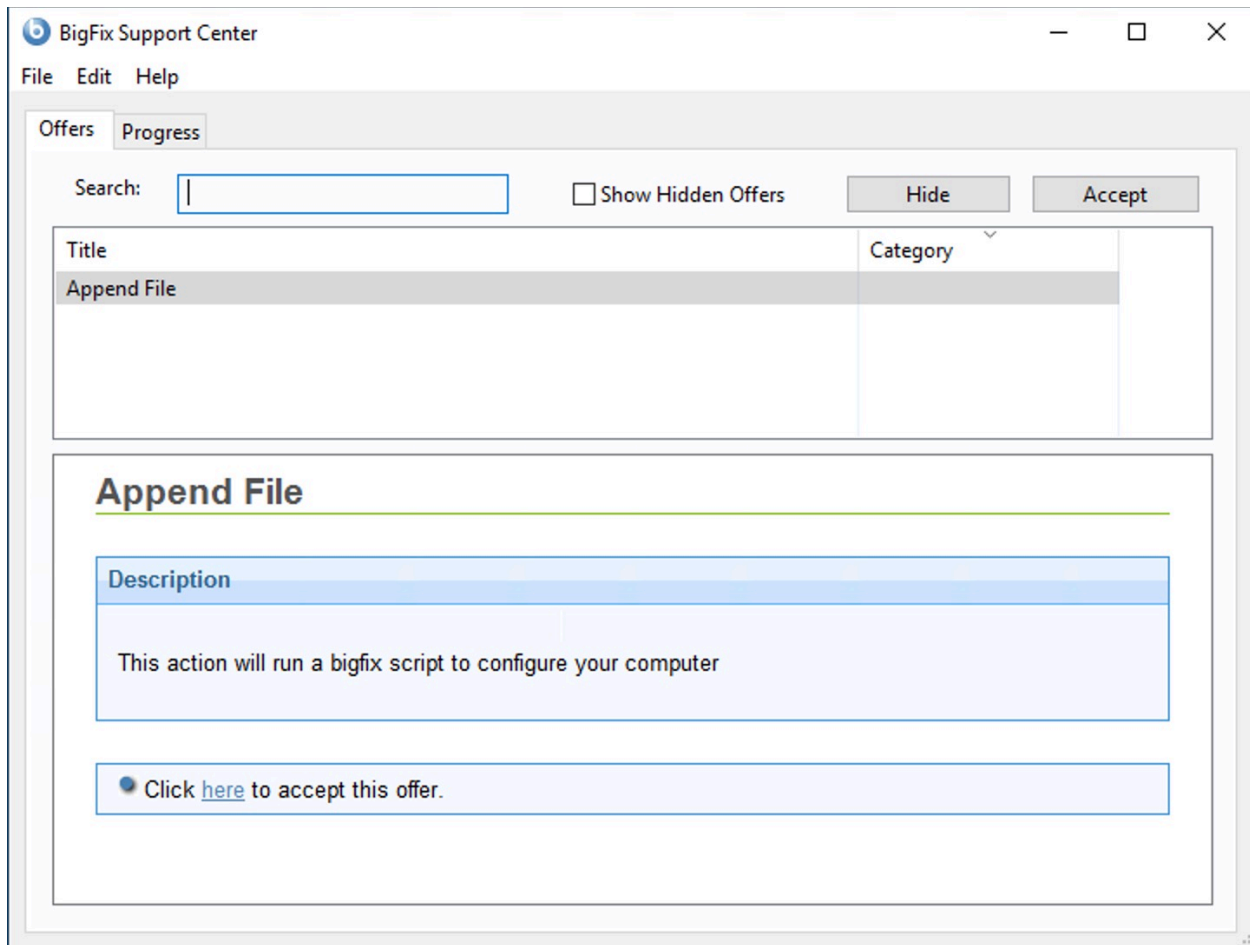 BigFix Support Center
File Edit Help
Offers Progress
Search: Show Hidden Offers Hide Accept
Title Category
Append File
Append File
Description
This action will run a bigfix script to configure your computer
Click here to accept this offer.